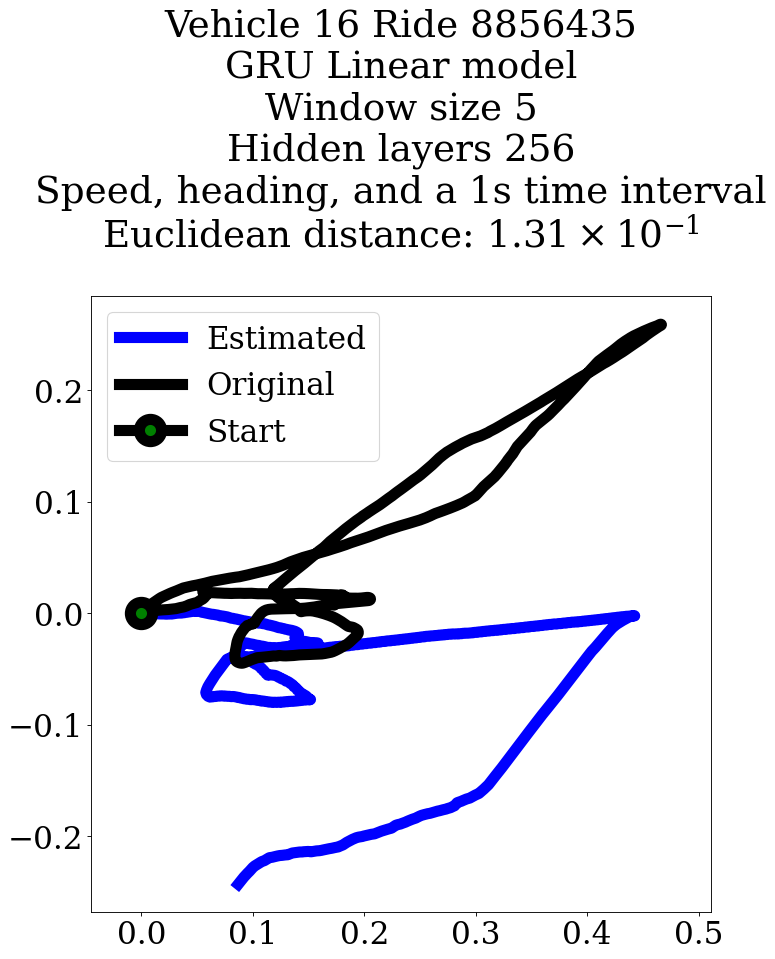 Vehicle 16 Ride 8856435
GRU Linear model
Window size 5
Hidden layers 256
Speed, heading, and a 1s time interval
Euclidean distance: 1.31 × 10⁻¹
Estimated
Original
Start
0.2
0.1
0.0
−0.1
−0.2
0.0 0.1 0.2 0.3 0.4 0.5